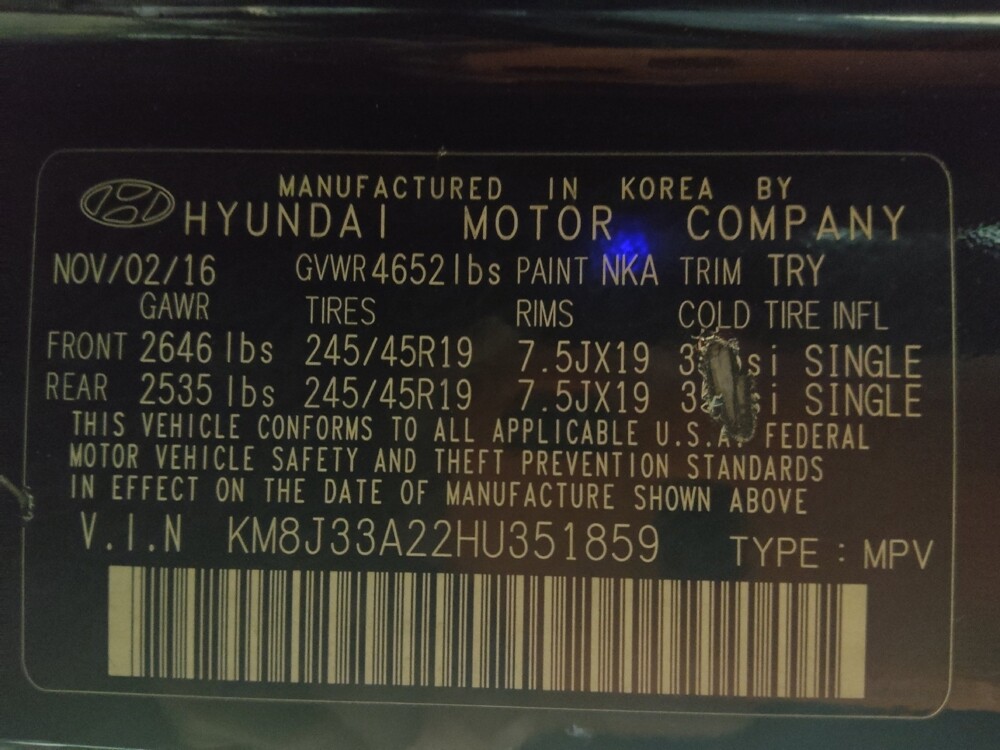 MANUFACTURED IN KOREA BY
HYUNDAI MOTOR COMPANY
NOV/02/16 GVWR 4652 lbs PAINT NKA TRIM TRY
GAWR TIRES RIMS COLD TIRE INFL
FRONT 2646 lbs 245/45R19 7.5JX19 SINGLE
REAR 2535 lbs 245/45R19 7.5JX19 SINGLE
THIS VEHICLE CONFORMS TO ALL APPLICABLE U.S.A. FEDERAL
MOTOR VEHICLE SAFETY AND THEFT PREVENTION STANDARDS
IN EFFECT ON THE DATE OF MANUFACTURE SHOWN ABOVE
V.I.N KM8J33A22HU351859 TYPE : MPV